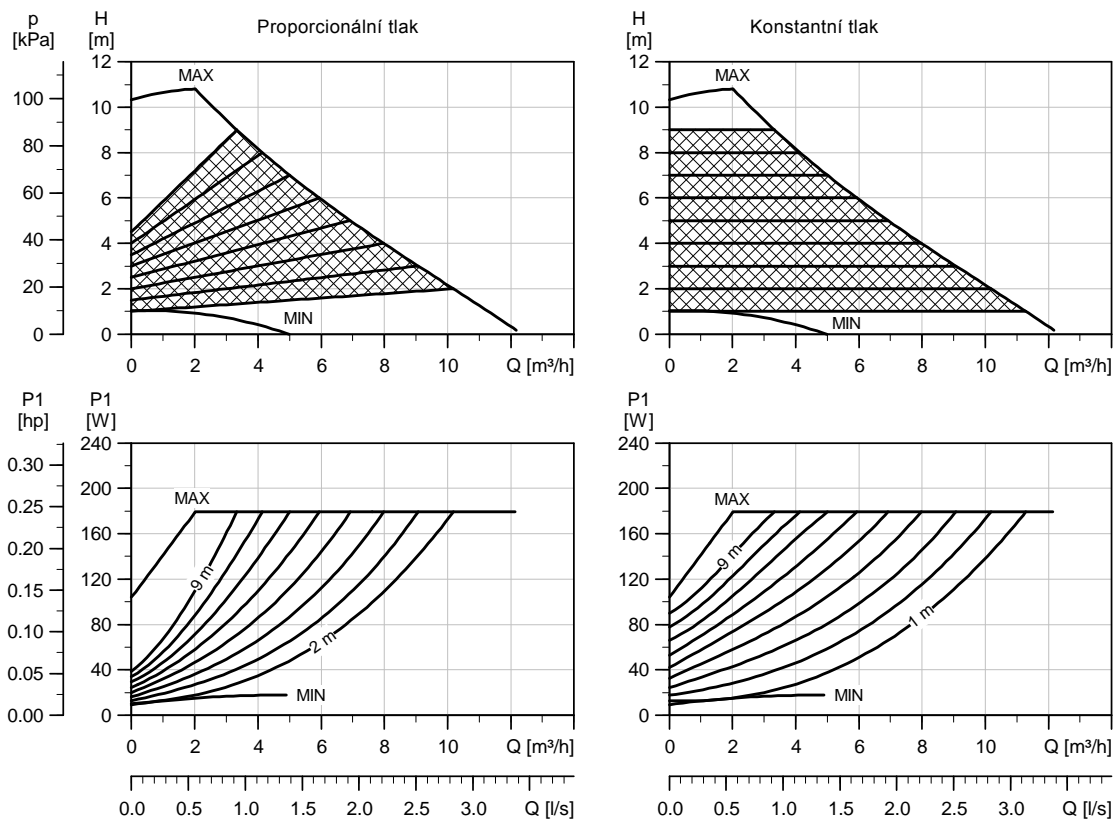 p
[kPa]
H
[m]
Proporcionální tlak
12
10
8
6
4
2
0
100
80
60
40
20
0
MAX
MIN
0 2 4 6 8 10 Q [m³/h]
H
[m]
Konstantní tlak
12
10
8
6
4
2
0
MAX
MIN
0 2 4 6 8 10 Q [m³/h]
P1
[hp]
P1
[W]
0.30
0.25
0.20
0.15
0.10
0.05
0.00
240
200
160
120
80
40
0
MAX
9 m
2 m
MIN
0 2 4 6 8 10 Q [m³/h]
0.0 0.5 1.0 1.5 2.0 2.5 3.0 Q [l/s]
P1
[W]
240
200
160
120
80
40
0
MAX
9 m
1 m
MIN
0 2 4 6 8 10 Q [m³/h]
0.0 0.5 1.0 1.5 2.0 2.5 3.0 Q [l/s]